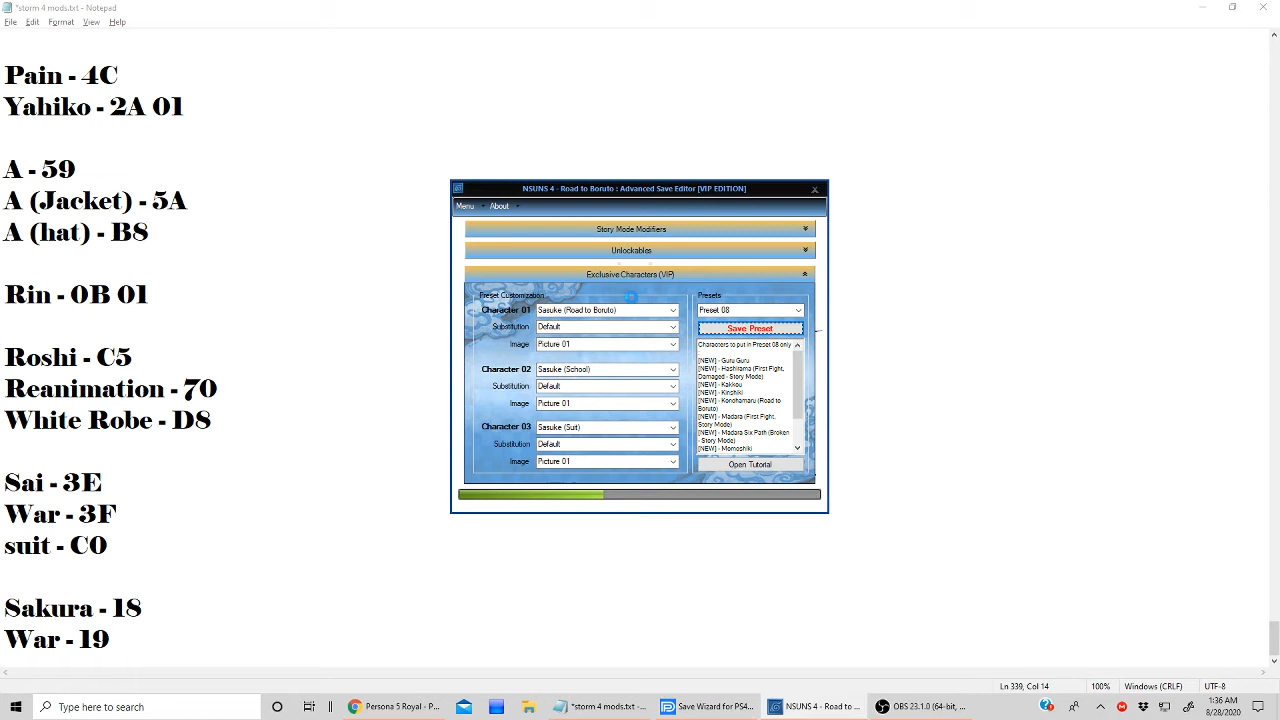 *storm 4 mods.txt - Notepad
File Edit Format View Help
Pain - 4C
Yahiko - 2A 01
A - 59
A (Jacket) - 5A
A (hat) - B8
Rin - 0B 01
Roshi - C5
Reanimation - 70
White Robe - D8
Sai - 3E
War - 3F
suit - C0
Sakura - 18
War - 19
NSUNS 4 - Road to Boruto : Advanced Save Editor [VIP EDITION]
Menu About
Story Mode Modifiers
Unlockables
Exclusive Characters (VIP)
Preset Customization
Character 01 Sasuke (Road to Boruto)
Substitution Default
Image Picture 01
Character 02 Sasuke (School)
Substitution Default
Image Picture 01
Character 03 Sasuke (Suit)
Substitution Default
Image Picture 01
Presets
Preset 08
Save Preset
Characters to put in Preset 08 only
[NEW] - Guru Guru
[NEW] - Hashirama (First Fight,
Damaged - Story Mode)
[NEW] - Kakkou
[NEW] - Kinshiki
[NEW] - Konohamaru (Road to
Boruto)
[NEW] - Madara (First Fight,
Story Mode)
[NEW] - Madara Six Path (Broken
- Story Mode)
[NEW] - Momoshiki
Open Tutorial
Ln 339, Col 14 100% Windows (CRLF) UTF-8
Type here to search
Persona 5 Royal - P...
*storm 4 mods.txt -...
Save Wizard for PS4...
NSUNS 4 - Road to ...
OBS 23.1.0 (64-bit, ...
1:36 AM
8/28/2020